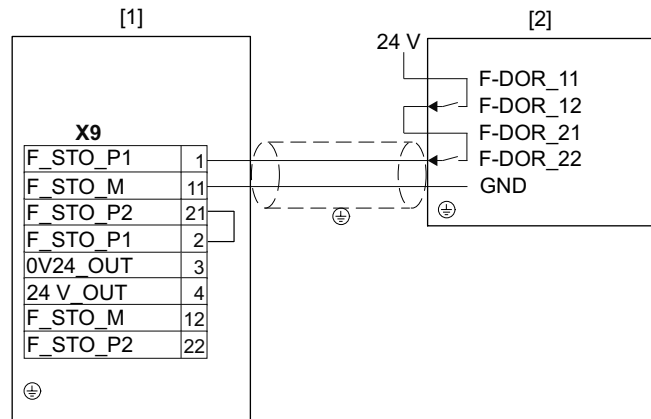 [1]
[2]
24 V
F-DOR_11
F-DOR_12
F-DOR_21
F-DOR_22
GND
X9
F_STO_P1 1
F_STO_M 11
F_STO_P2 21
F_STO_P1 2
0V24_OUT 3
24 V_OUT 4
F_STO_M 12
F_STO_P2 22